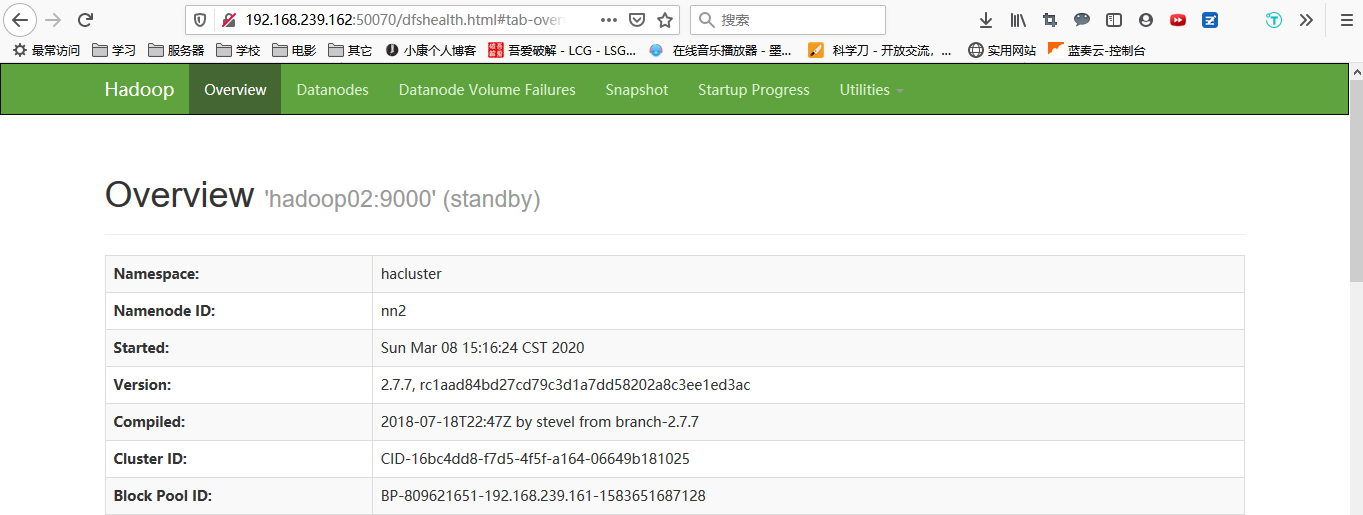 192.168.239.162:50070/dfshealth.html#tab-over
搜索
最常访问 学习 服务器 学校 电影 其它 小康个人博客 吾爱破解 - LCG - LSG... 在线音乐播放器 – 墨... 科学刀 - 开放交流，... 实用网站 蓝奏云-控制台
Hadoop Overview Datanodes Datanode Volume Failures Snapshot Startup Progress Utilities
Overview 'hadoop02:9000' (standby)
Namespace: hacluster
Namenode ID: nn2
Started: Sun Mar 08 15:16:24 CST 2020
Version: 2.7.7, rc1aad84bd27cd79c3d1a7dd58202a8c3ee1ed3ac
Compiled: 2018-07-18T22:47Z by stevel from branch-2.7.7
Cluster ID: CID-16bc4dd8-f7d5-4f5f-a164-06649b181025
Block Pool ID: BP-809621651-192.168.239.161-1583651687128